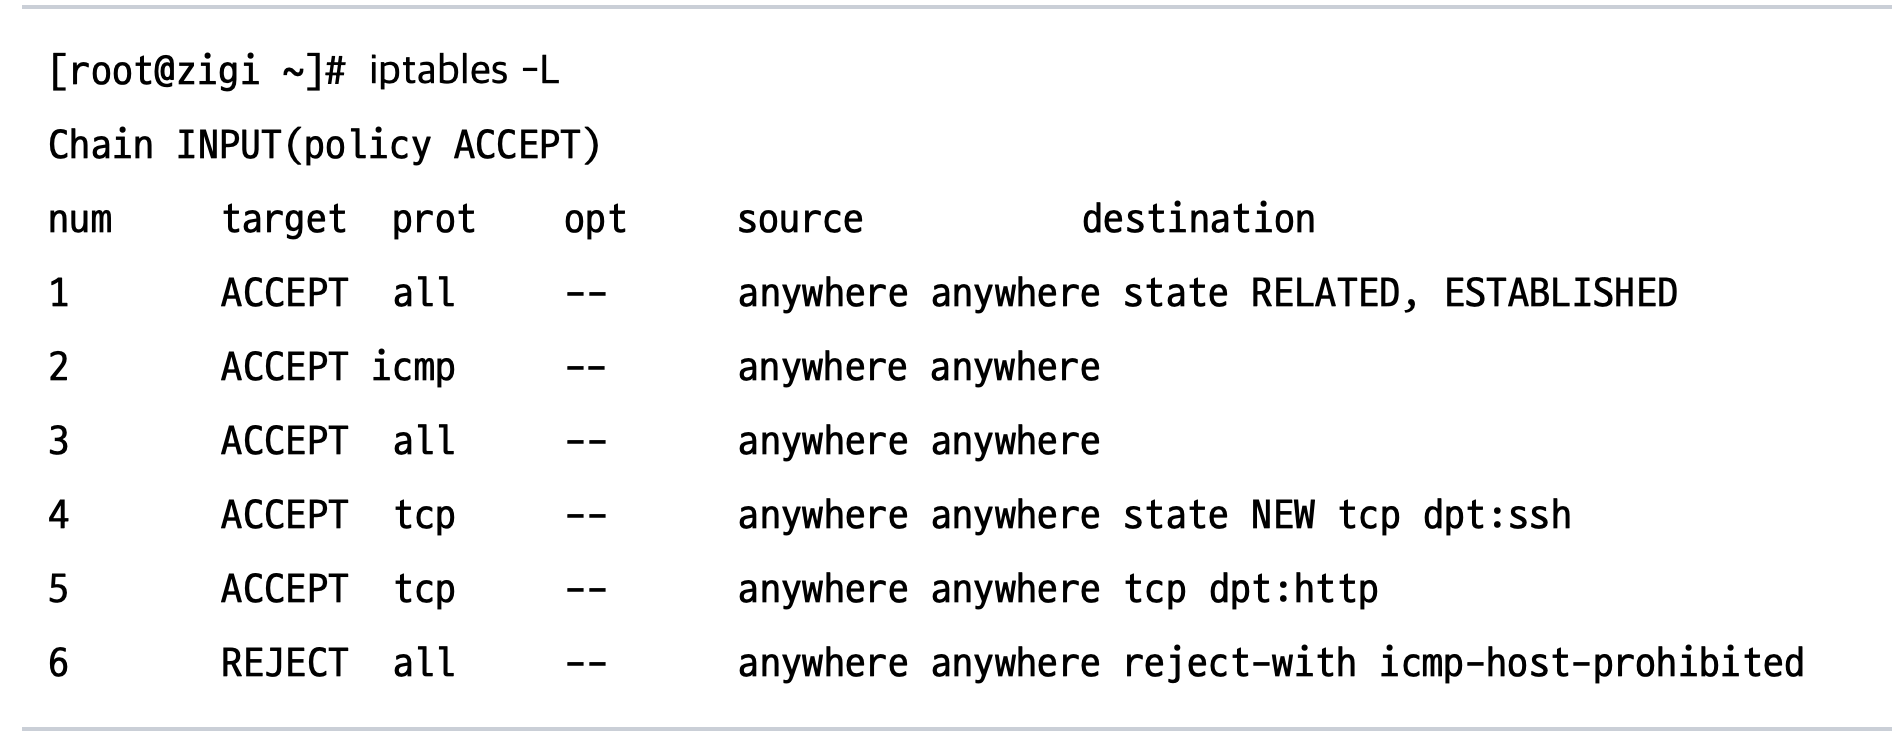 [root@zigi ~]# iptables -L
Chain INPUT(policy ACCEPT)
num target prot opt source destination
1 ACCEPT all -- anywhere anywhere state RELATED, ESTABLISHED
2 ACCEPT icmp -- anywhere anywhere
3 ACCEPT all -- anywhere anywhere
4 ACCEPT tcp -- anywhere anywhere state NEW tcp dpt:ssh
5 ACCEPT tcp -- anywhere anywhere tcp dpt:http
6 REJECT all -- anywhere anywhere reject-with icmp-host-prohibited